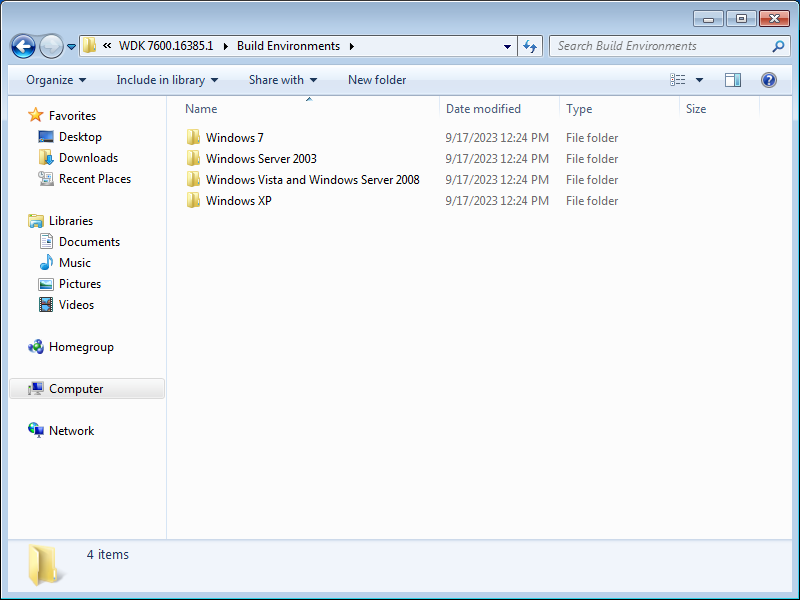 « WDK 7600.16385.1 Build Environments
Search Build Environments
Organize Include in library Share with New folder
Name Date modified Type Size
Favorites
Desktop
Downloads
Recent Places
Libraries
Documents
Music
Pictures
Videos
Homegroup
Computer
Network
Windows 7 9/17/2023 12:24 PM File folder
Windows Server 2003 9/17/2023 12:24 PM File folder
Windows Vista and Windows Server 2008 9/17/2023 12:24 PM File folder
Windows XP 9/17/2023 12:24 PM File folder
4 items